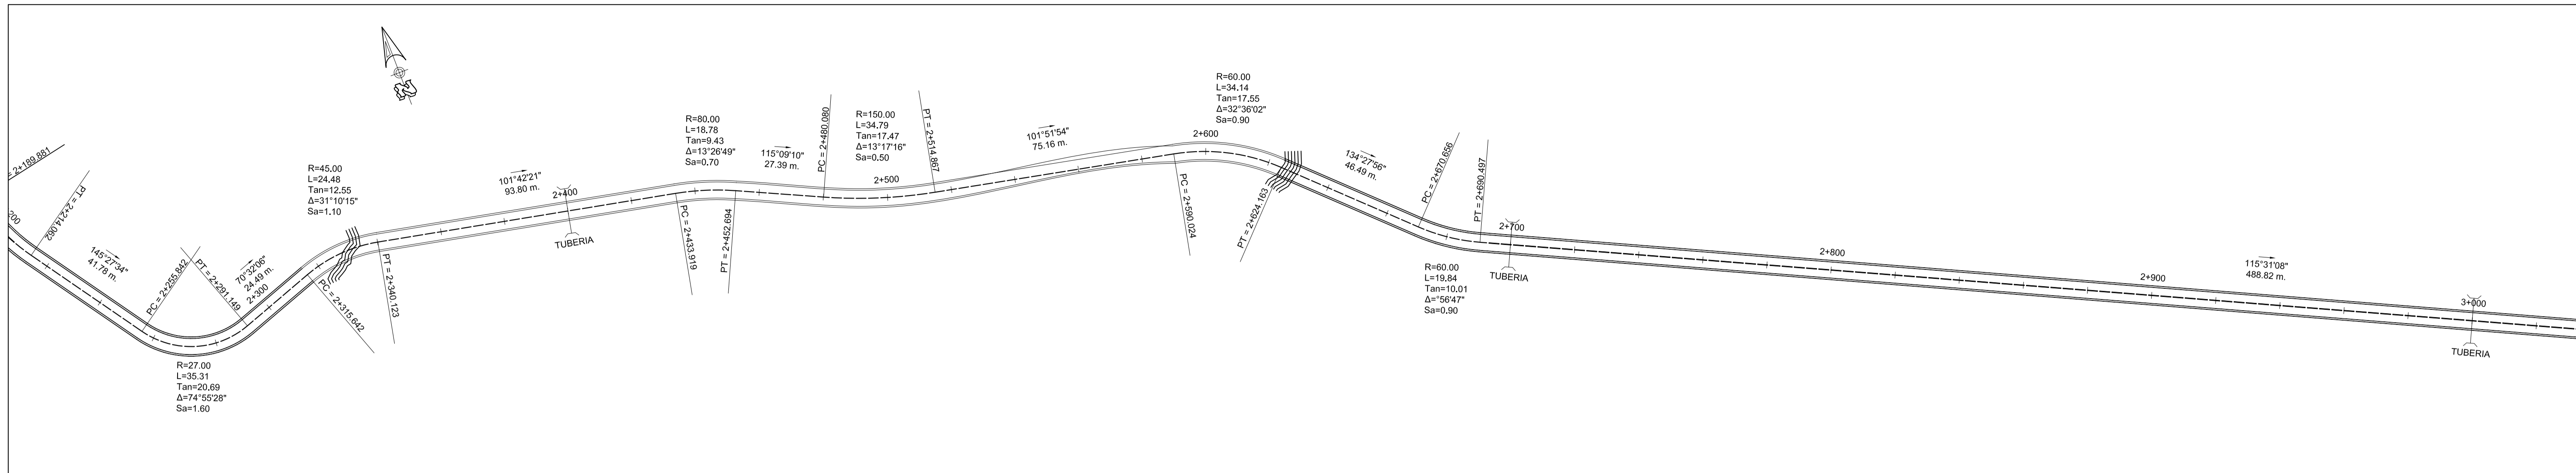 = 2+189.881
200
PT = 2+214.062
145°27'34"
41.78 m.
PC = 2+255.842
R=27.00
L=35.31
Tan=20.69
Δ=74°55'28"
Sa=1.60
PT = 2+291.149
70°32'06"
24.49 m.
2+300
PC = 2+315.642
R=45.00
L=24.48
Tan=12.55
Δ=31°10'15"
Sa=1.10
PT = 2+340.123
N
101°42'21"
93.80 m.
2+400
TUBERIA
PC = 2+433.919
R=80.00
L=18.78
Tan=9.43
Δ=13°26'49"
Sa=0.70
PT = 2+452.694
115°09'10"
27.39 m.
PC = 2+480.080
R=150.00
L=34.79
Tan=17.47
Δ=13°17'16"
Sa=0.50
2+500
PT = 2+514.867
101°51'54"
75.16 m.
PC = 2+590.024
R=60.00
L=34.14
Tan=17.55
Δ=32°36'02"
Sa=0.90
2+600
PT = 2+624.163
134°27'56"
46.49 m.
PC = 2+670.656
R=60.00
L=19.84
Tan=10.01
Δ=°56'47"
Sa=0.90
PT = 2+690.497
2+700
TUBERIA
2+800
2+900
115°31'08"
488.82 m.
3+000
TUBERIA